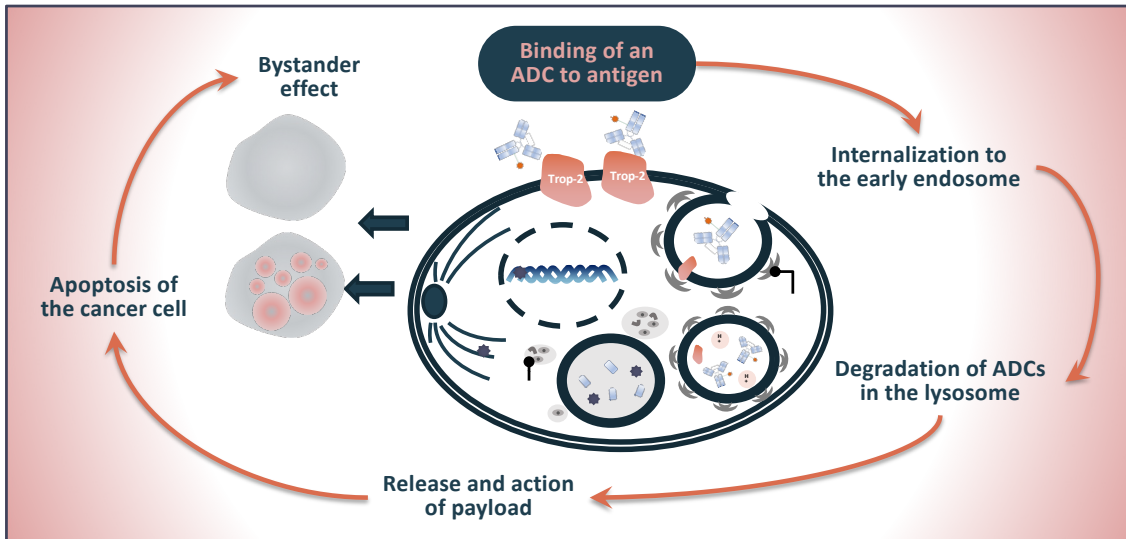 Binding of an
ADC to antigen
Bystander
effect
Trop-2
Trop-2
Internalization to
the early endosome
Apoptosis of
the cancer cell
Degradation of ADCs
in the lysosome
Release and action
of payload